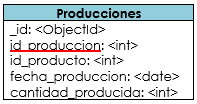 Producciones
_id: <ObjectId>
id_produccion: <int>
id_producto: <int>
fecha_produccion: <date>
cantidad_producida: <int>